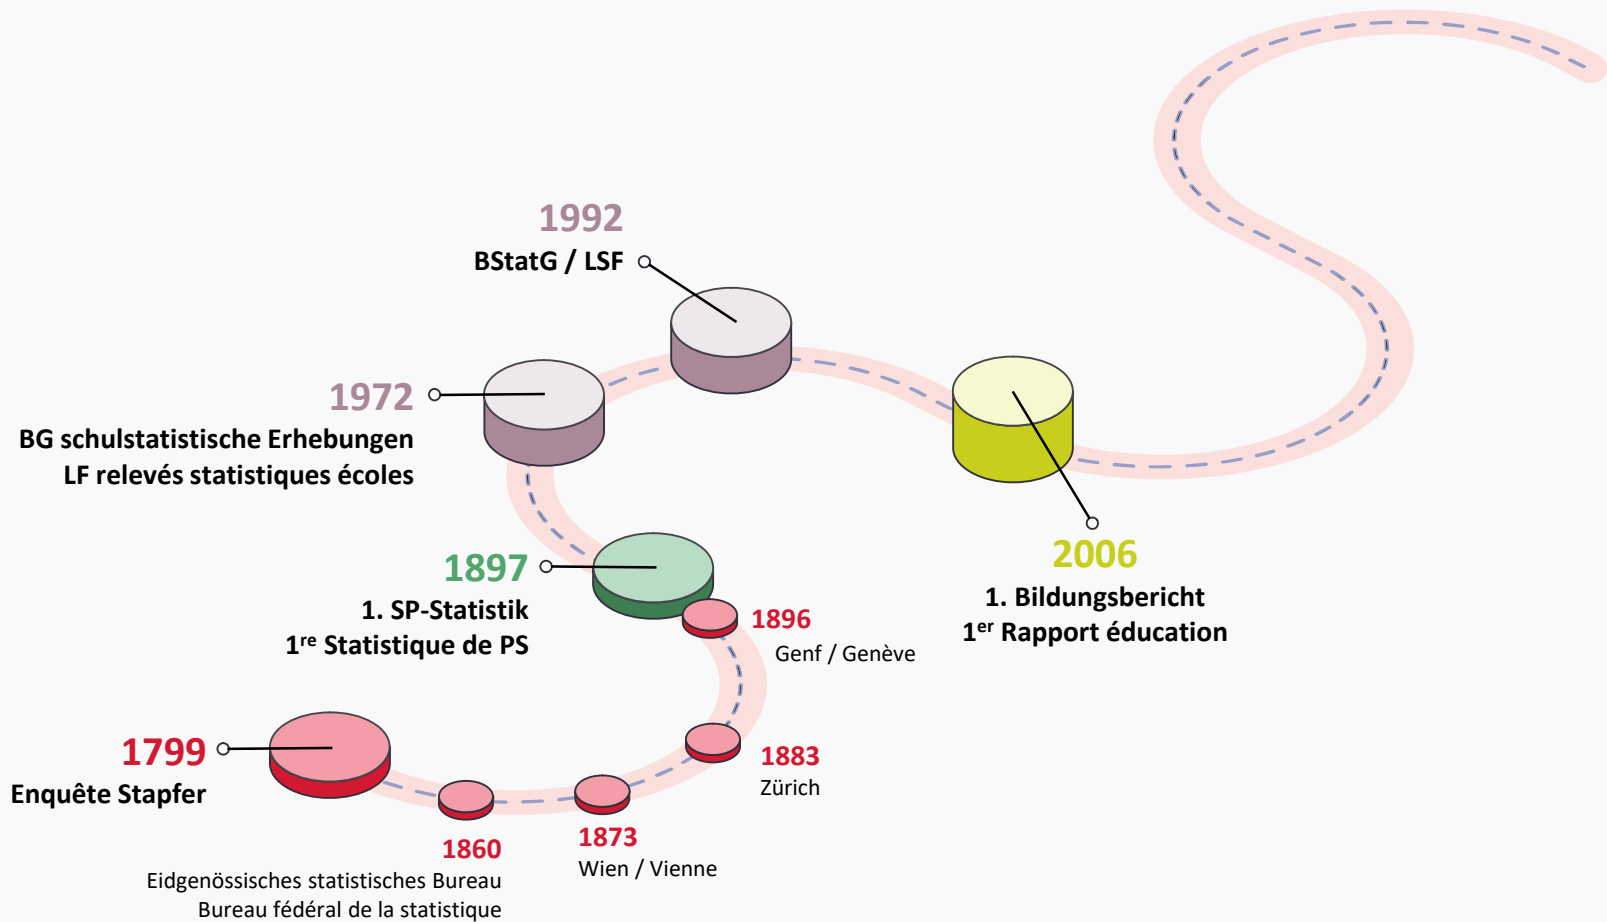 1992
BStatG / LSF
1972
BG schulstatistische Erhebungen
LF relevés statistiques écoles
1897
1. SP-Statistik
1re Statistique de PS
2006
1. Bildungsbericht
1er Rapport éducation
1896
Genf / Genève
1799
Enquête Stapfer
1883
Zürich
1873
Wien / Vienne
1860
Eidgenössisches statistisches Bureau
Bureau fédéral de la statistique